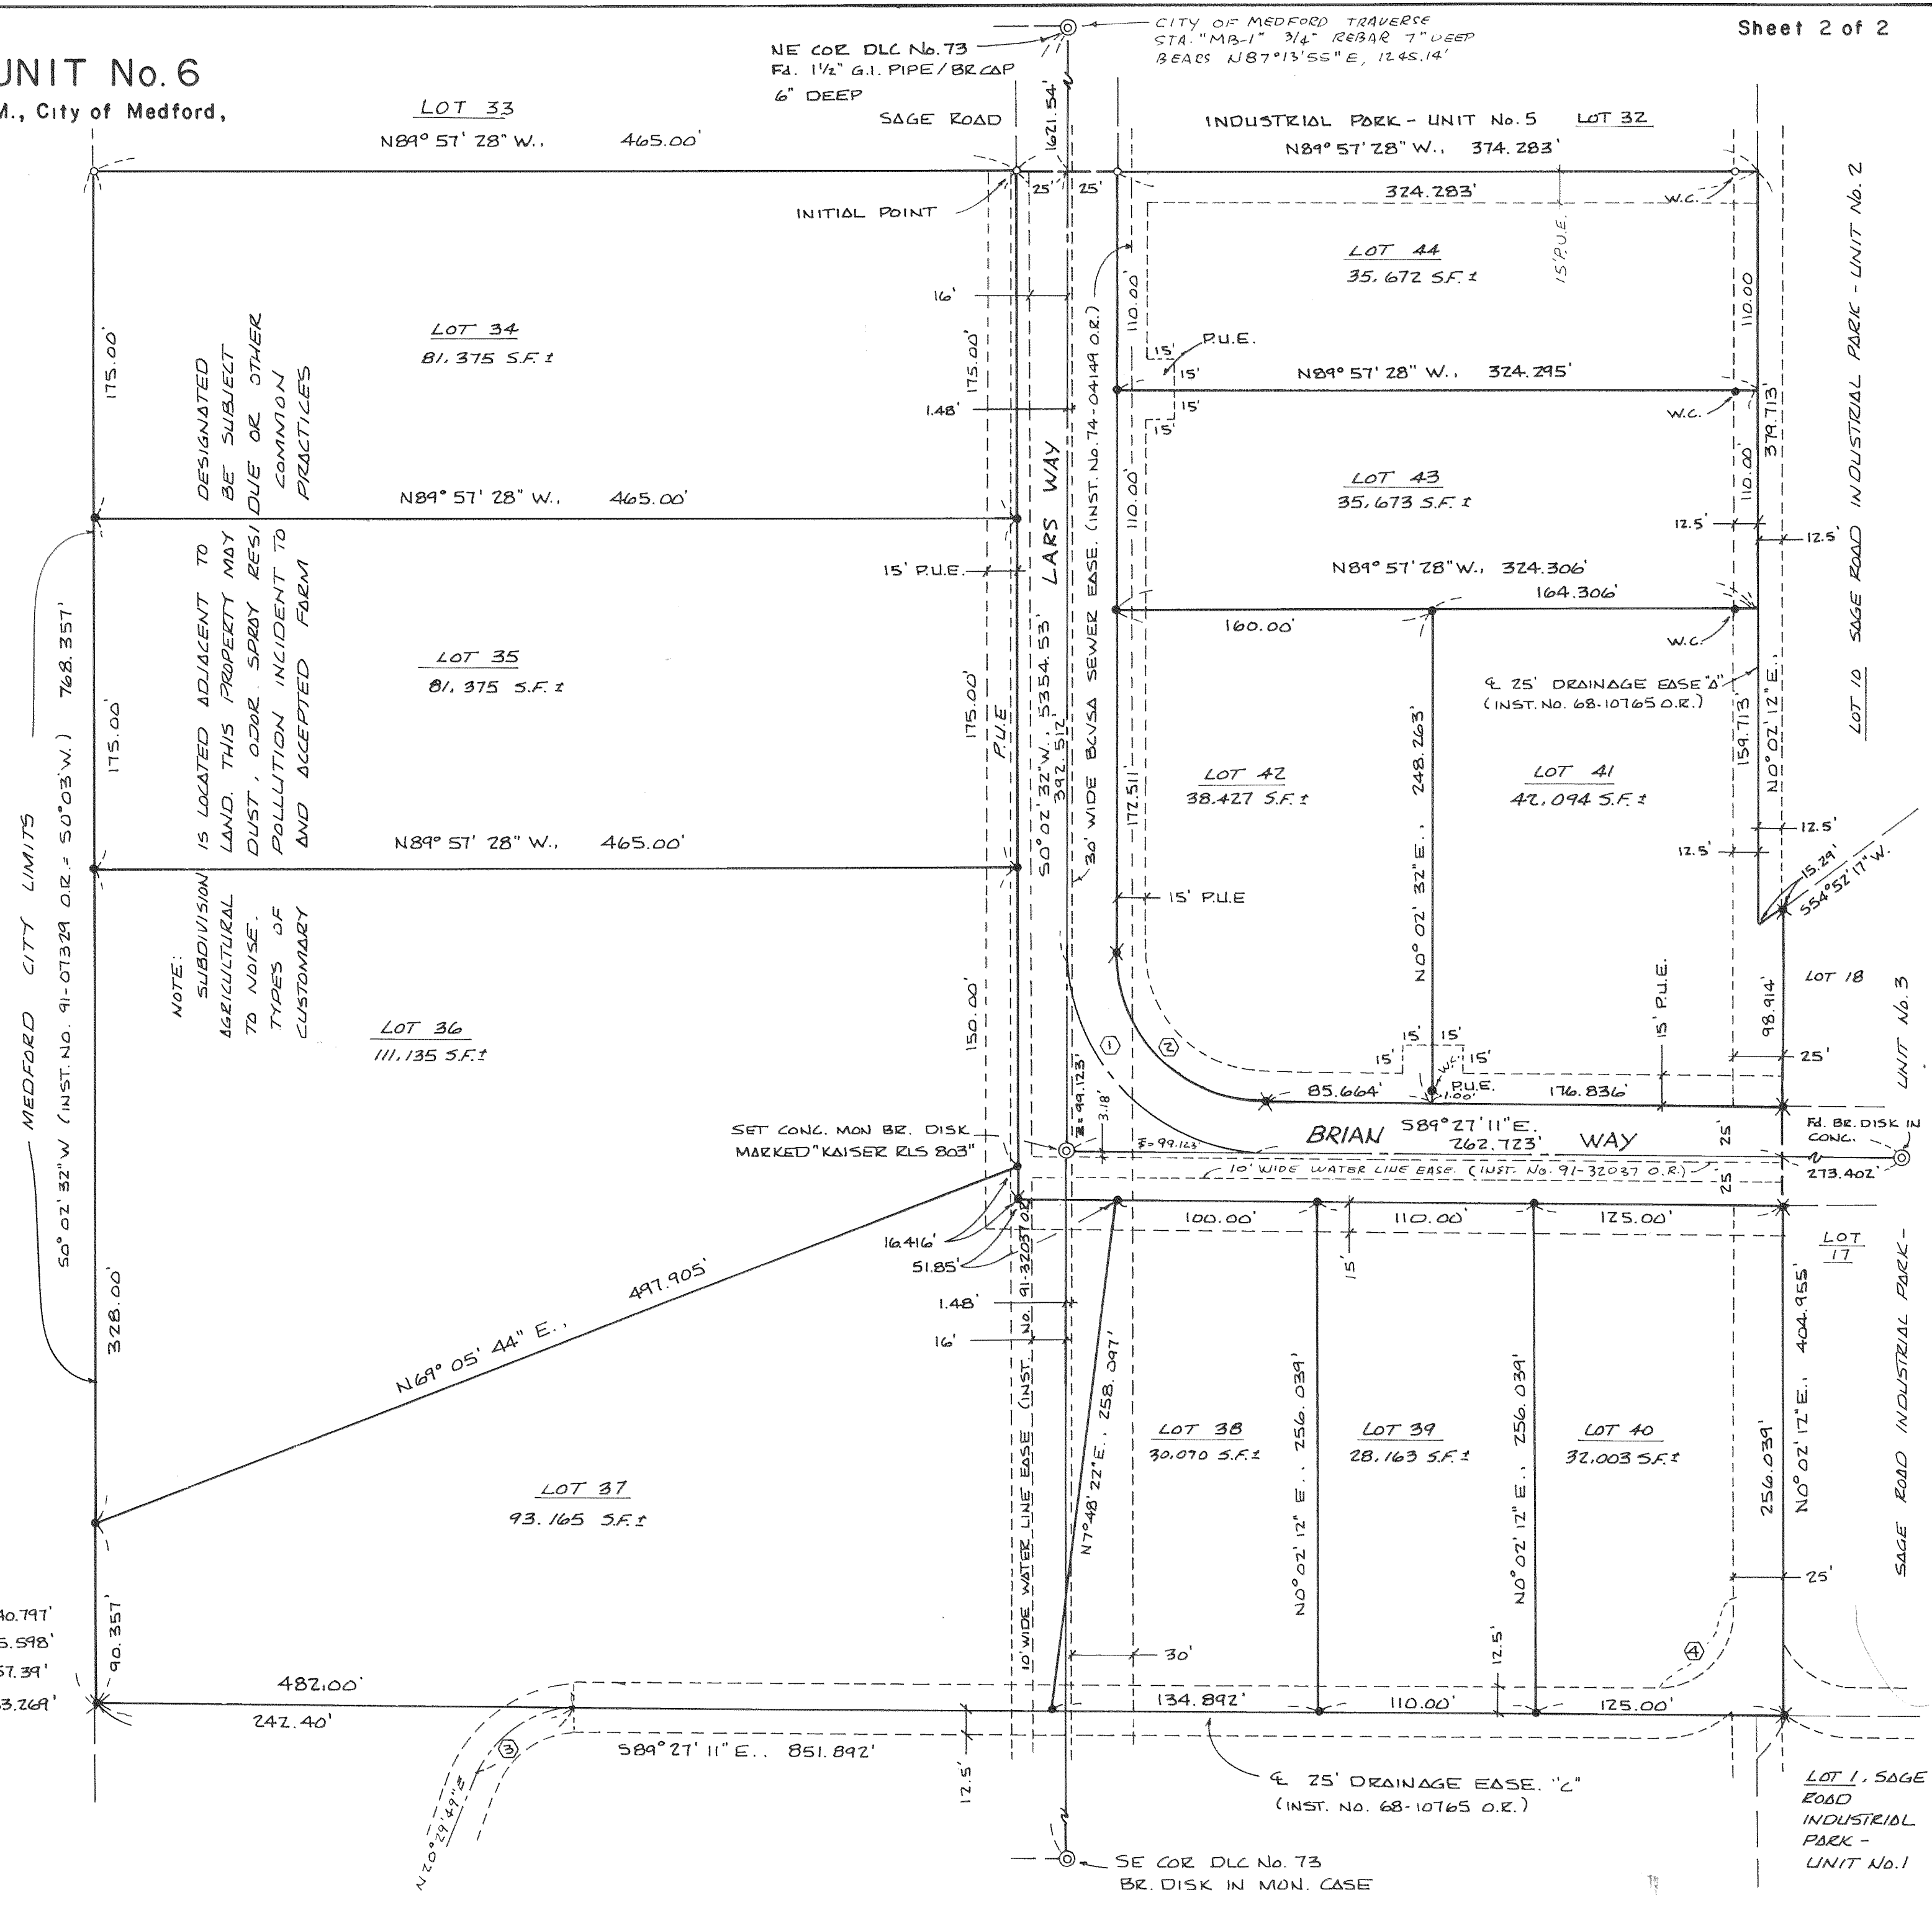 Sheet 2 of 2
UNIT No. 6
M., City of Medford,
NE COR DLC No. 73
Fd. 1½" G.I. PIPE/BR.CAP
6" DEEP
CITY OF MEDFORD TRAVERSE
STA. "MB-1" 3/4" REBAR 7" DEEP
BEARS N87°13'55"E, 1245.14'
LOT 33
N89° 57' 28" W., 465.00'
SAGE ROAD
1621.54'
INDUSTRIAL PARK - UNIT No. 5 LOT 32
N89° 57' 28" W., 374.283'
25'
25'
324.283'
W.C.
INITIAL POINT
15' P.U.E.
LOT 44
35,672 S.F. ±
16'
110.00'
110.00
LOT 34
81,375 S.F. ±
175.00'
175.00'
P.U.E.
15'
15'
15'
15'
N89° 57' 28" W., 324.295'
W.C.
1.48'
379.713'
LOT 43
35,673 S.F. ±
110.00'
110.00'
N89° 57' 28" W., 465.00'
12.5'
12.5'
15' P.U.E.
LARS WAY
S0° 02' 32" W., 5354.53'
392.512'
30' WIDE BCVSA SEWER EASE. (INST. No. 74-04149 O.R.)
N89° 57' 28" W., 324.306'
164.306'
160.00'
W.C.
LOT 10 SAGE ROAD INDUSTRIAL PARK - UNIT No. 2
LOT 35
81,375 S.F. ±
175.00'
175.00'
P.U.E
℄ 25' DRAINAGE EASE "A"
(INST. NO. 68-10765 O.R.)
159.713'
N0° 02' 12" E.,
LOT 42
38,427 S.F. ±
N0° 02' 32" E., 248.263'
LOT 41
42,094 S.F. ±
172.511'
12.5'
12.5'
15.29'
S54° 52' 17" W.
N89° 57' 28" W., 465.00'
15' P.U.E
MEDFORD CITY LIMITS
S0° 02' 32" W (INST. NO. 91-07329 O.R. = S0°03'W.) 768.357'
NOTE:
SUBDIVISION IS LOCATED ADJACENT TO DESIGNATED
AGRICULTURAL LAND. THIS PROPERTY MAY BE SUBJECT
TO NOISE. DUST, ODOR. SPRAY RESIDUE OR OTHER
TYPES OF POLLUTION INCIDENT TO COMMON
CUSTOMARY AND ACCEPTED FARM PRACTICES
LOT 36
111,135 S.F. ±
150.00'
1
2
15' 15'
15' 15'
W.C.
P.U.E.
1.00'
15' P.U.E.
98.914'
LOT 18
25'
85.664'
176.836'
SET CONC. MON BR. DISK
MARKED "KAISER RLS 803"
T=99.123'
3.18'
T=99.123'
BRIAN WAY
S89° 27' 11" E.
262.723'
25'
25'
Fd. BR. DISK IN
CONC.
273.402'
10' WIDE WATER LINE EASE. (INST. No. 91-32037 O.R.)
100.00'
110.00'
125.00'
16.416'
51.85'
15'
LOT
17
SAGE ROAD INDUSTRIAL PARK - UNIT No. 3
328.00'
N69° 05' 44" E., 497.905'
1.48'
16'
10' WIDE WATER LINE EASE (INST. No. 91-32037 O.R.
N7° 48' 22" E., 258.097'
N0° 02' 12" E., 256.039'
N0° 02' 12" E., 256.039'
256.039'
N0° 02' 12" E., 404.955'
LOT 38
30,070 S.F. ±
LOT 39
28,163 S.F. ±
LOT 40
32,003 S.F. ±
LOT 37
93,165 S.F. ±
25'
40.797'
5.598'
57.39'
3.269'
90.357'
30'
12.5'
4
482.00'
242.40'
134.892'
110.00'
125.00'
3
S89° 27' 11" E.. 851.892'
12.5'
N20° 29' 49" E
℄ 25' DRAINAGE EASE. "C"
(INST. NO. 68-10765 O.R.)
LOT 1, SAGE
ROAD
INDUSTRIAL
PARK -
UNIT No. 1
SE COR DLC No. 73
BR. DISK IN MON. CASE